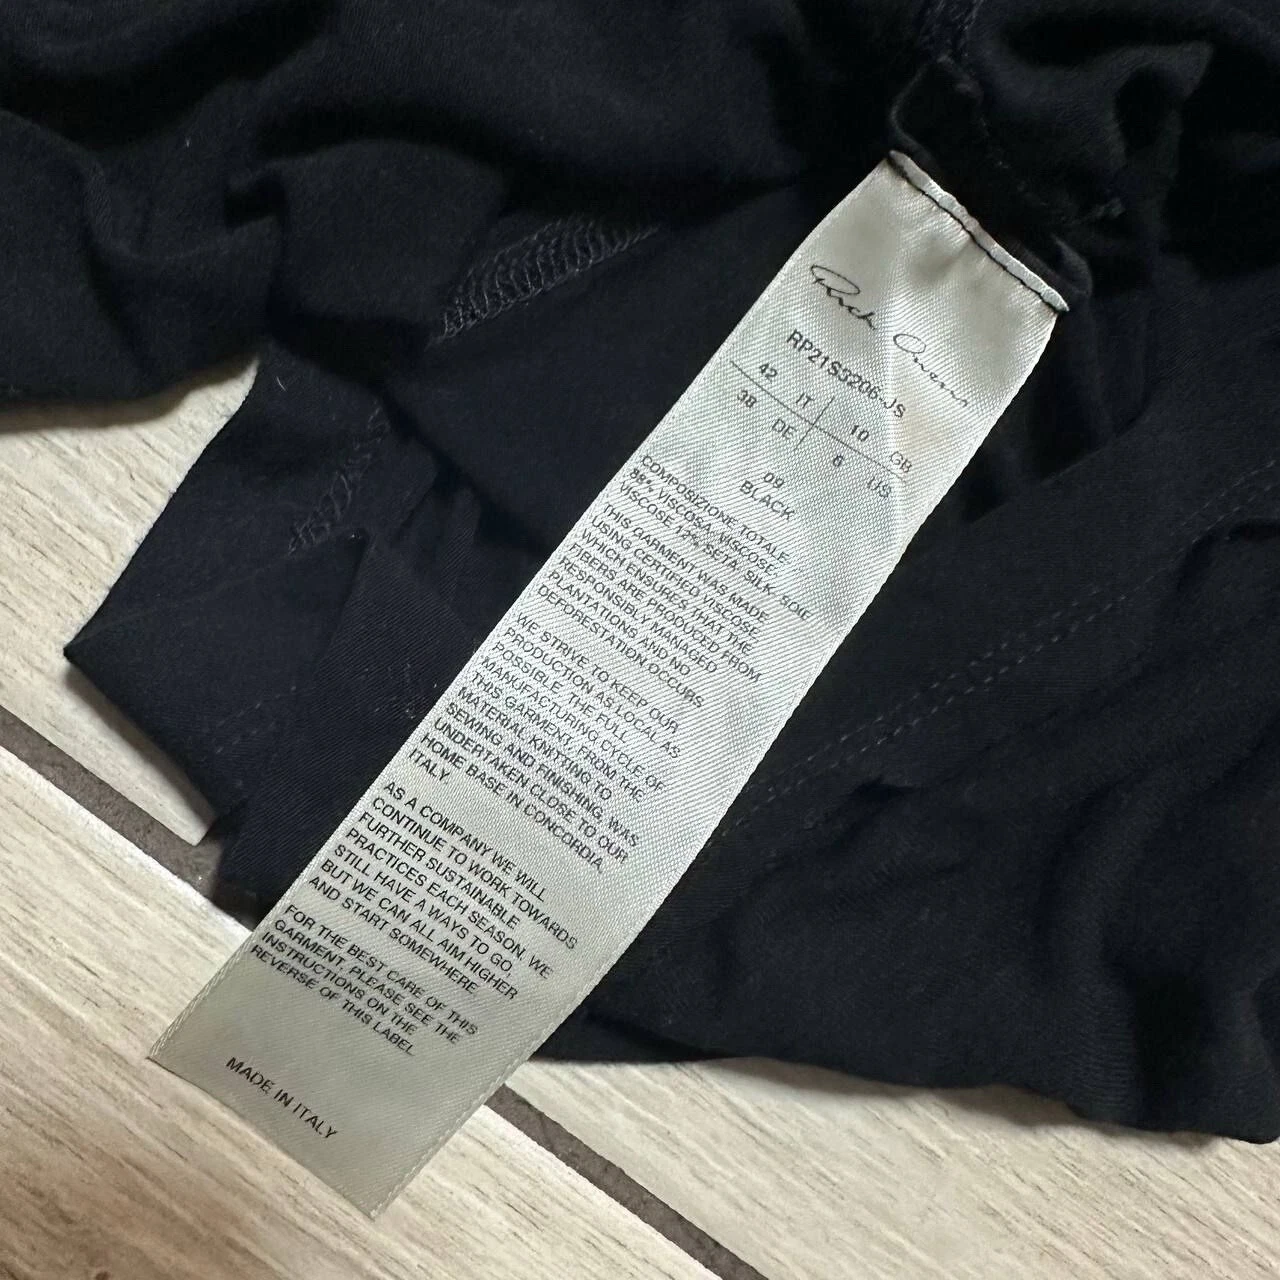 Rick Owens
RP21S3206-JS
42 IT 10 GB
38 DE 6 US
09
BLACK
COMPOSIZIONE TOTALE
88% VISCOSA, VISCOSE,
VISCOSE 12% SETA, SILK, SOIE
THIS GARMENT WAS MADE
USING CERTIFIED VISCOSE,
WHICH ENSURES THAT THE
FIBERS ARE PRODUCED FROM
RESPONSIBLY MANAGED
PLANTATIONS AND NO
DEFORESTATION OCCURS
WE STRIVE TO KEEP OUR
PRODUCTION AS LOCAL AS
POSSIBLE. THE FULL
MANUFACTURING CYCLE OF
THIS GARMENT, FROM THE
MATERIAL KNITTING TO
SEWING AND FINISHING, WAS
UNDERTAKEN CLOSE TO OUR
HOME BASE IN CONCORDIA,
ITALY
AS A COMPANY WE WILL
CONTINUE TO WORK TOWARDS
FURTHER SUSTAINABLE
PRACTICES EACH SEASON. WE
STILL HAVE A WAYS TO GO,
BUT WE CAN ALL AIM HIGHER
AND START SOMEWHERE.
FOR THE BEST CARE OF THIS
GARMENT, PLEASE SEE THE
INSTRUCTIONS ON THE
REVERSE OF THIS LABEL
MADE IN ITALY